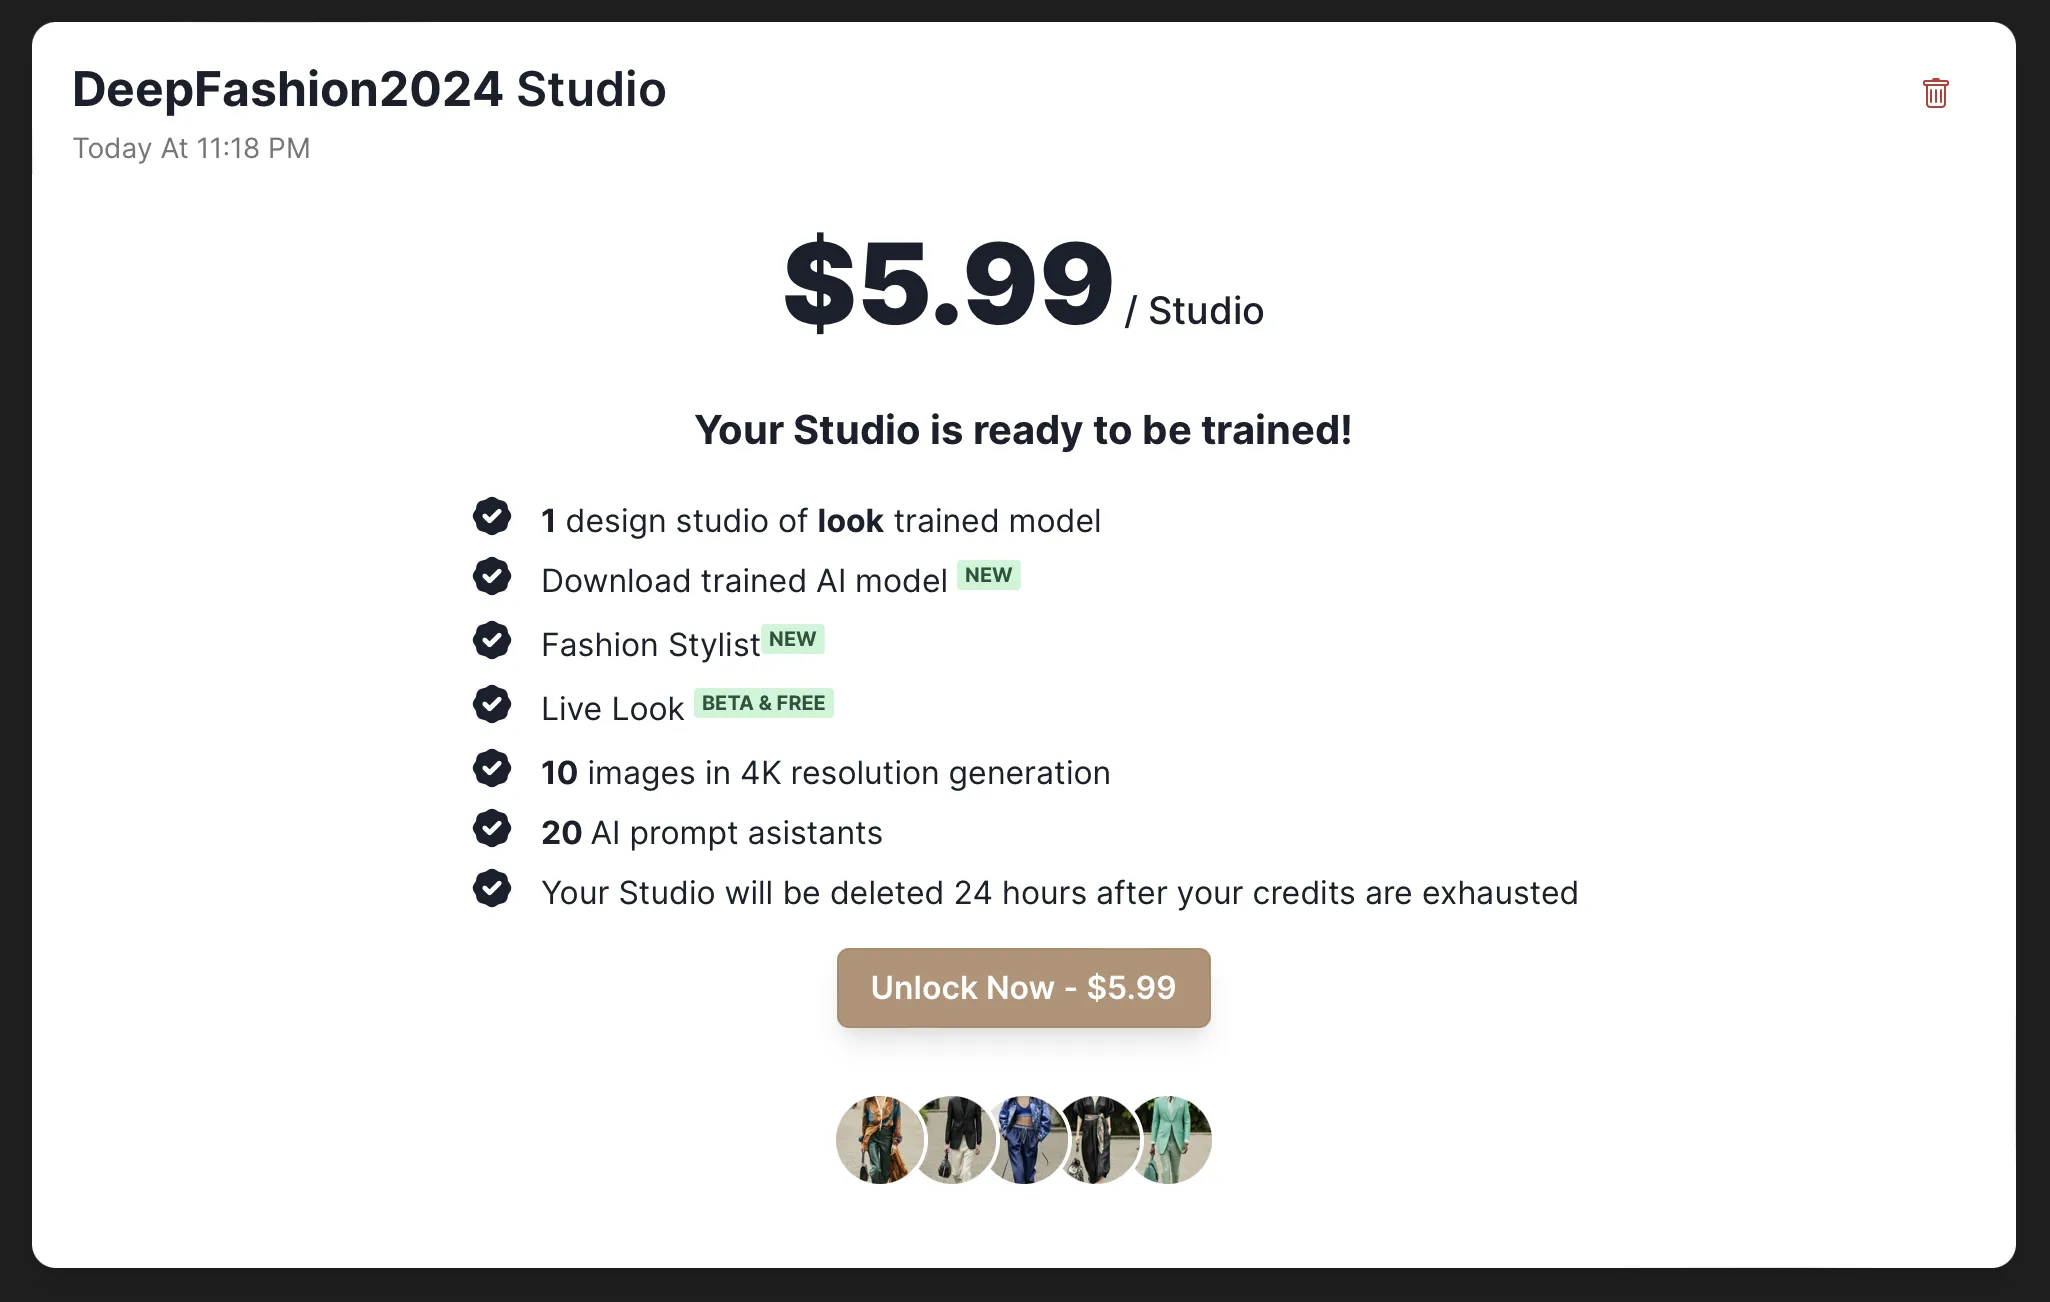 DeepFashion2024 Studio
Today At 11:18 PM
$5.99 / Studio
Your Studio is ready to be trained!
1 design studio of look trained model
Download trained AI model NEW
Fashion Stylist NEW
Live Look BETA & FREE
10 images in 4K resolution generation
20 AI prompt asistants
Your Studio will be deleted 24 hours after your credits are exhausted
Unlock Now - $5.99